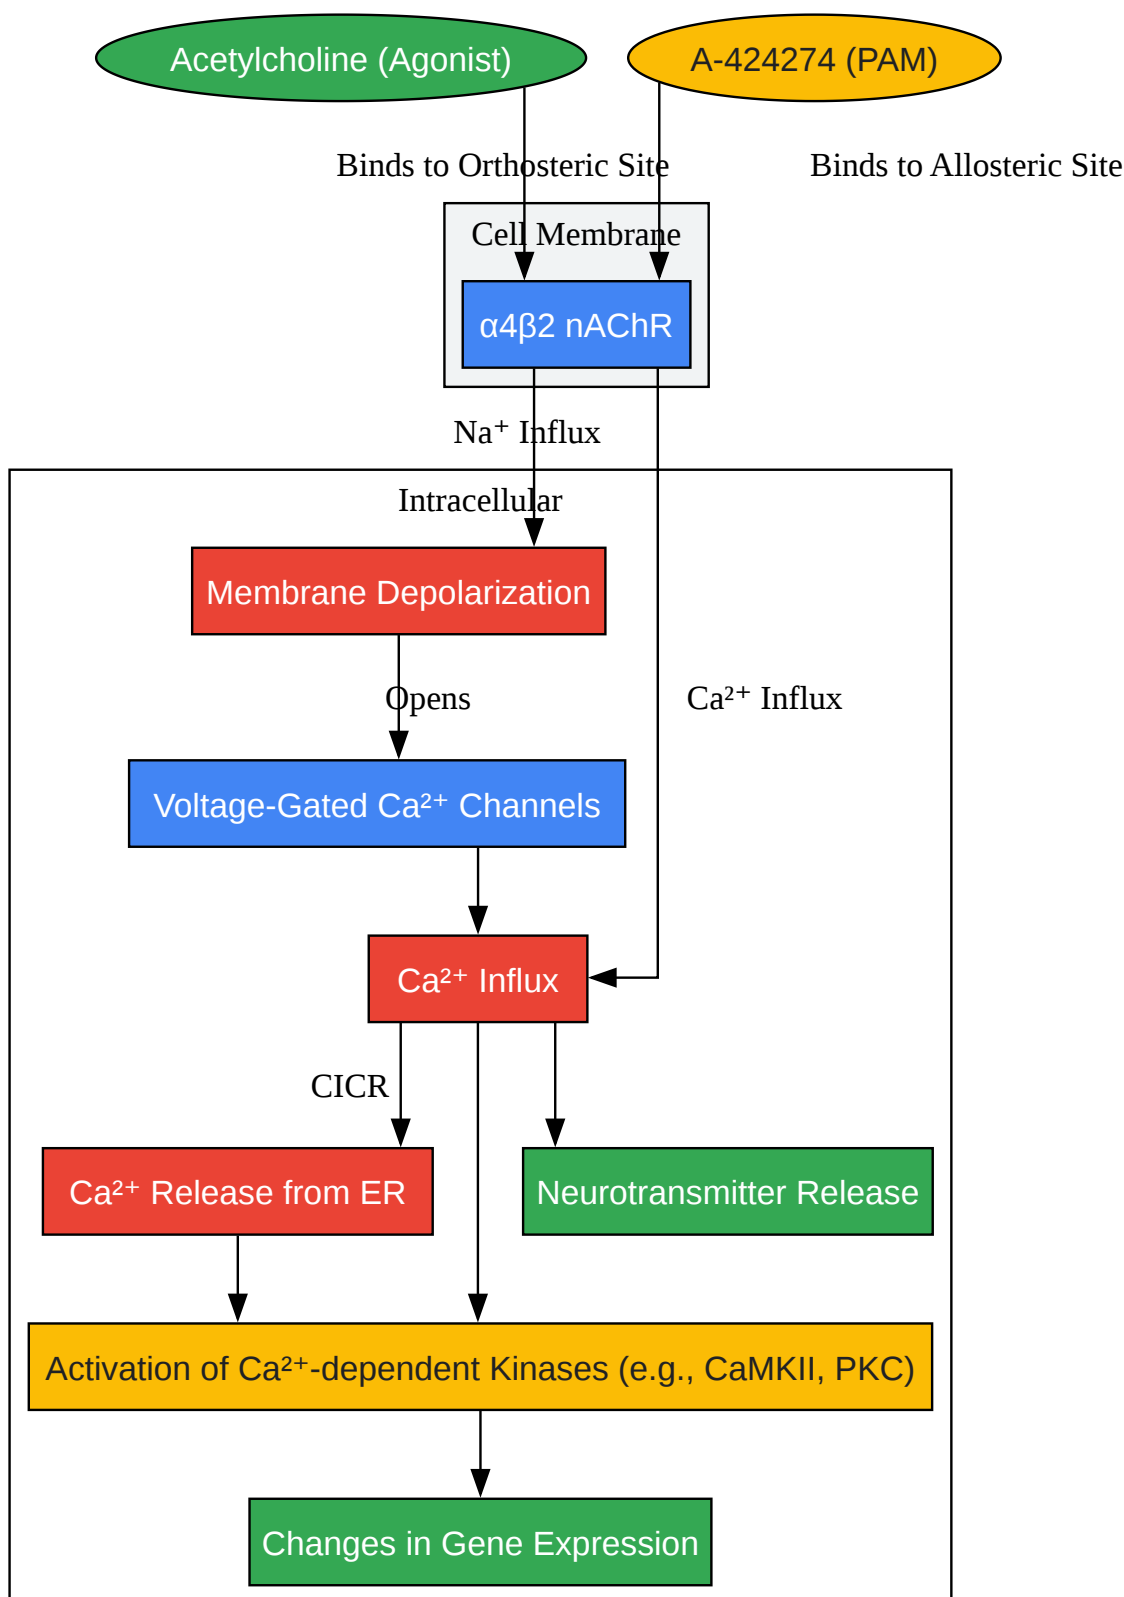 Acetylcholine (Agonist)
A-424274 (PAM)
Binds to Orthosteric Site
Binds to Allosteric Site
Cell Membrane
α4β2 nAChR
Na⁺ Influx
Intracellular
Membrane Depolarization
Opens
Ca²⁺ Influx
Voltage-Gated Ca²⁺ Channels
Ca²⁺ Influx
CICR
Ca²⁺ Release from ER
Neurotransmitter Release
Activation of Ca²⁺-dependent Kinases (e.g., CaMKII, PKC)
Changes in Gene Expression